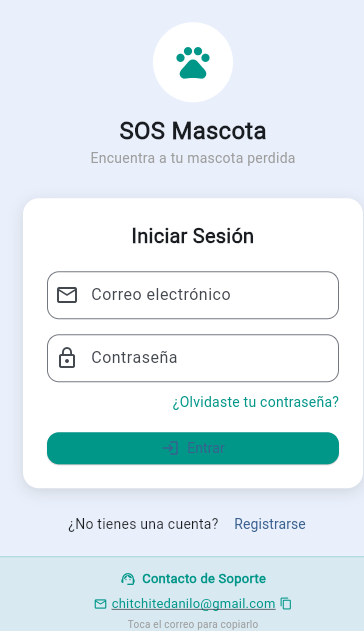 SOS Mascota
Encuentra a tu mascota perdida
Iniciar Sesión
Correo electrónico
Contraseña
¿Olvidaste tu contraseña?
Entrar
¿No tienes una cuenta? Registrarse
Contacto de Soporte
chitchitedanilo@gmail.com
Toca el correo para copiarlo